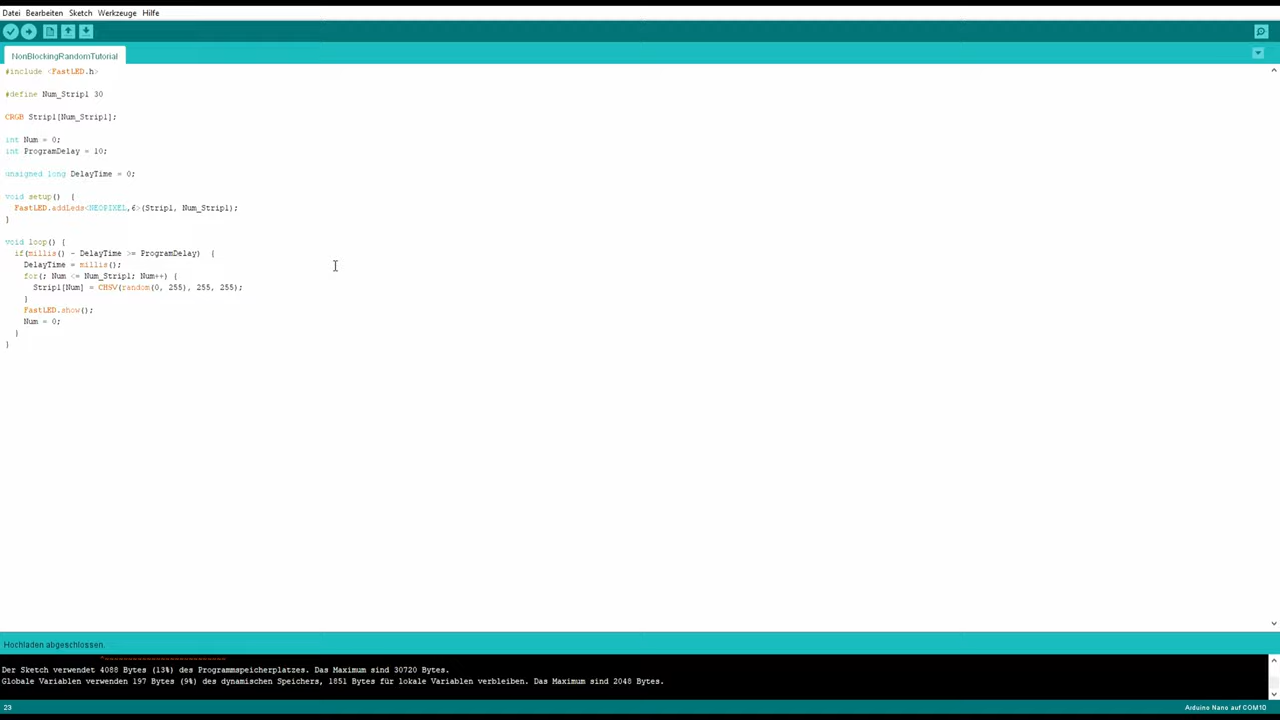 Datei Bearbeiten Sketch Werkzeuge Hilfe
NonBlockingRandomTutorial
#include <FastLED.h>
#define Num_Strip1 30
CRGB Strip1[Num_Strip1];
int Num = 0;
int ProgramDelay = 10;
unsigned long DelayTime = 0;
void setup()  {
  FastLED.addLeds<NEOPIXEL,6>(Strip1, Num_Strip1);
}
void loop() {
  if(millis() - DelayTime >= ProgramDelay)  {
    DelayTime = millis();
    for(; Num <= Num_Strip1; Num++) {
      Strip1[Num] = CHSV(random(0, 255), 255, 255);
    }
    FastLED.show();
    Num = 0;
  }
}
Hochladen abgeschlossen.
Der Sketch verwendet 4088 Bytes (13%) des Programmspeicherplatzes. Das Maximum sind 30720 Bytes.
Globale Variablen verwenden 197 Bytes (9%) des dynamischen Speichers, 1851 Bytes für lokale Variablen verbleiben. Das Maximum sind 2048 Bytes.
23
Arduino Nano auf COM10